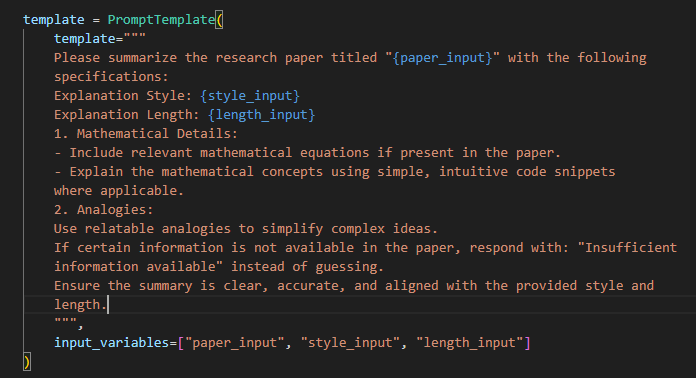 template = PromptTemplate(
    template="""
    Please summarize the research paper titled "{paper_input}" with the following
    specifications:
    Explanation Style: {style_input}
    Explanation Length: {length_input}
    1. Mathematical Details:
    - Include relevant mathematical equations if present in the paper.
    - Explain the mathematical concepts using simple, intuitive code snippets
    where applicable.
    2. Analogies:
    Use relatable analogies to simplify complex ideas.
    If certain information is not available in the paper, respond with: "Insufficient
    information available" instead of guessing.
    Ensure the summary is clear, accurate, and aligned with the provided style and
    length.
    """,
    input_variables=["paper_input", "style_input", "length_input"]
)